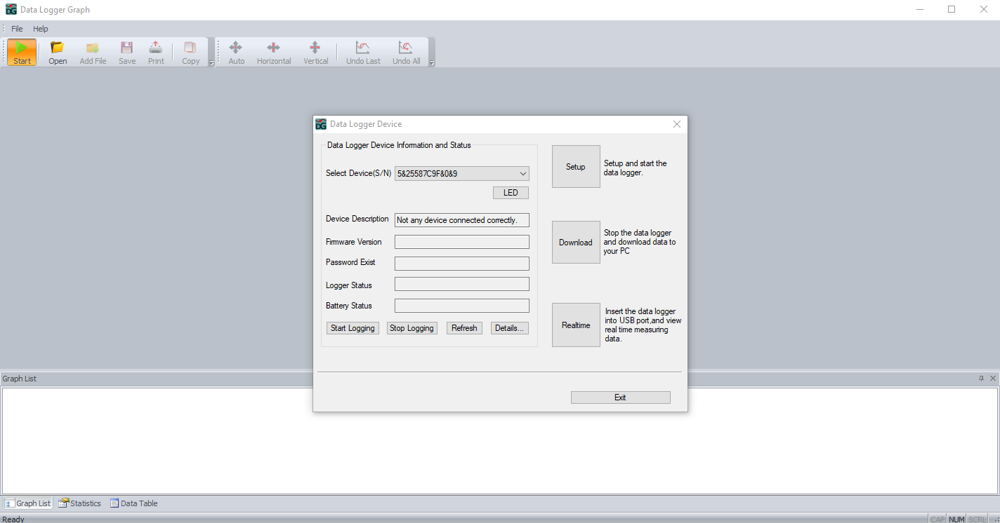 Data Logger Graph
File Help
Start Open Add File Save Print Copy Auto Horizontal Vertical Undo Last Undo All
Data Logger Device
Data Logger Device Information and Status
Select Device(S/N) 5&25587C9F&0&9
LED
Device Description Not any device connected correctly.
Firmware Version
Password Exist
Logger Status
Battery Status
Start Logging Stop Logging Refresh Details...
Setup
Setup and start the
data logger.
Download
Stop the data logger
and download data to
your PC
Realtime
Insert the data logger
into USB port,and view
real time measuring
data.
Exit
Graph List
Graph List Statistics Data Table
Ready CAP NUM SCRL